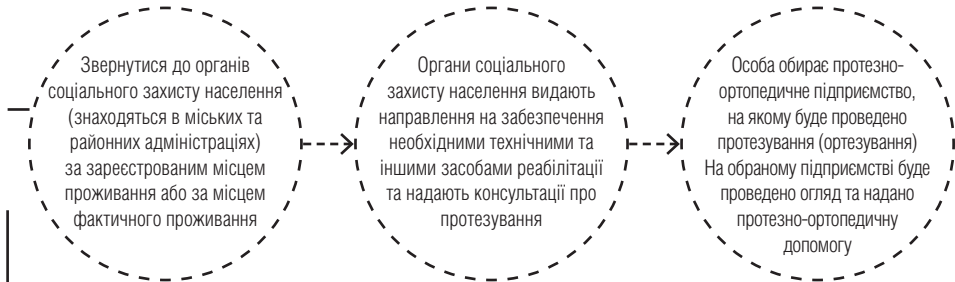 Звернутися до органів
соціального захисту населення
(знаходяться в міських та
районних адміністраціях)
за зареєстрованим місцем
проживання або за місцем
фактичного проживання
Органи соціального
захисту населення видають
направлення на забезпечення
необхідними технічними та
іншими засобами реабілітації
та надають консультації про
протезування
Особа обирає протезно-
ортопедичне підприємство,
на якому буде проведено
протезування (ортезування)
На обраному підприємстві буде
проведено огляд та надано
протезно-ортопедичну
допомогу